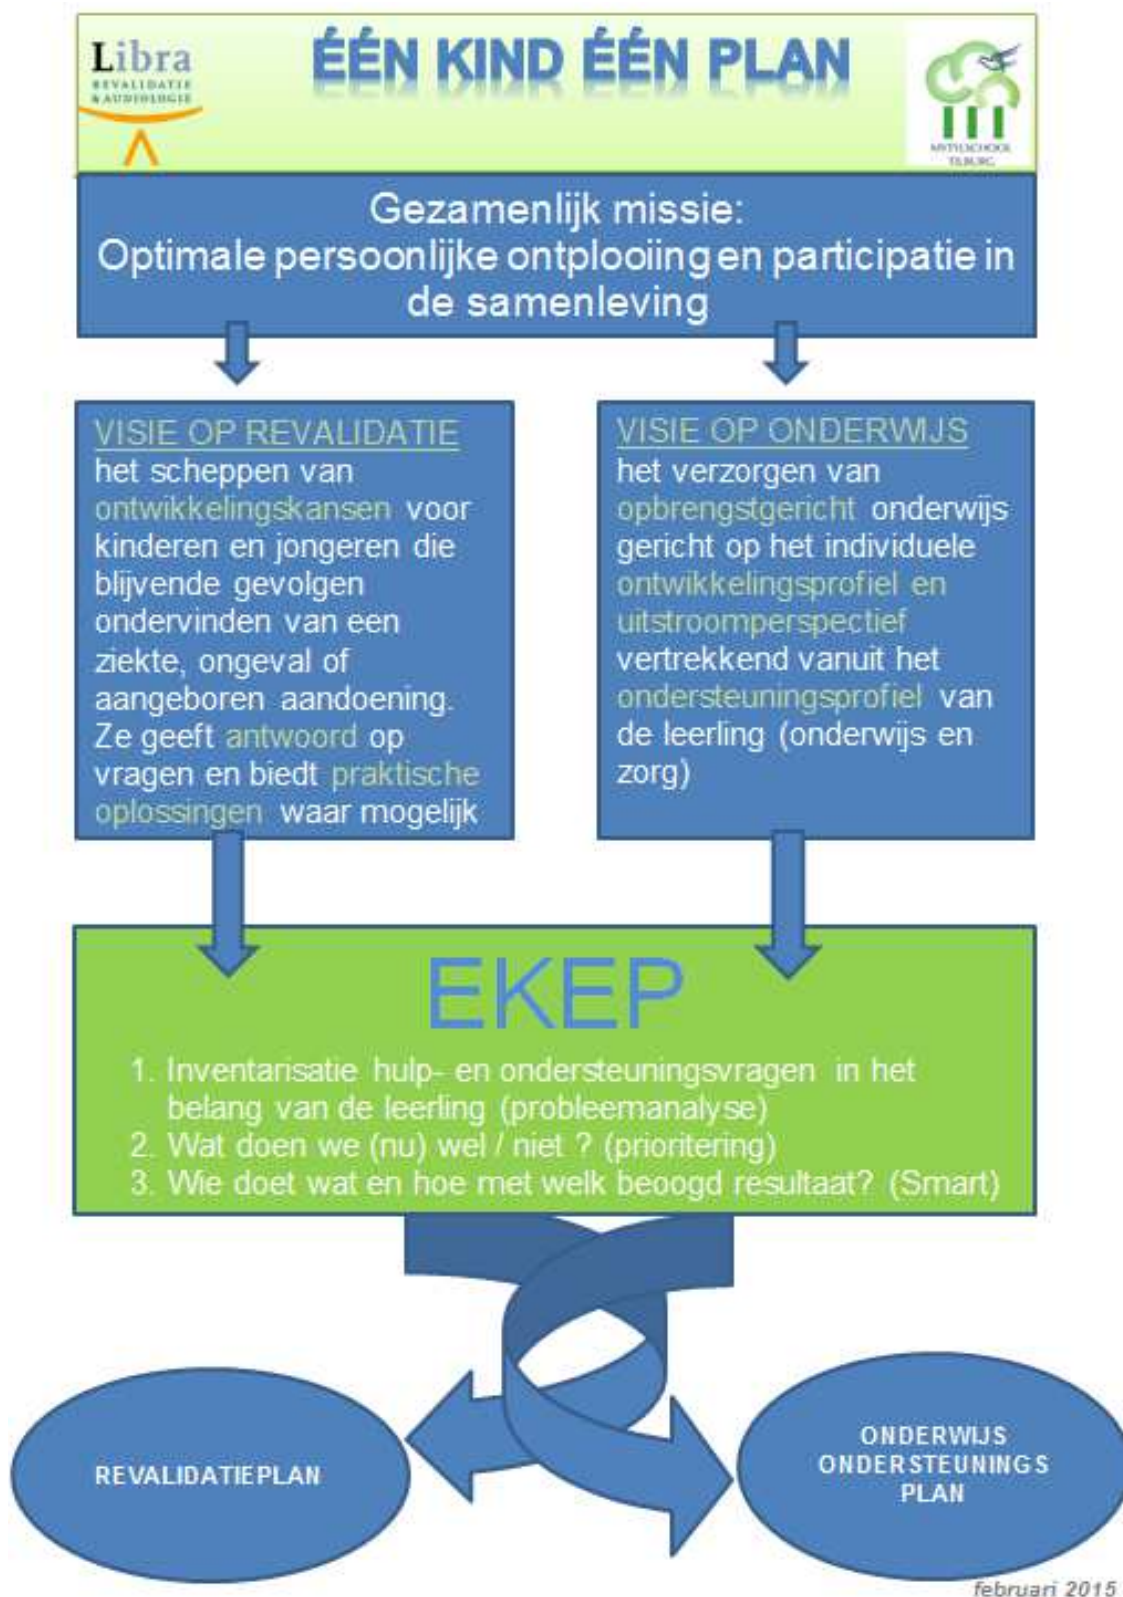 Libra
REVALIDATIE
& AUDIOLOGIE
ÉÉN KIND ÉÉN PLAN
MYTYLSCHOOL
TILBURG
Gezamenlijk missie:
Optimale persoonlijke ontplooiing en participatie in
de samenleving
VISIE OP REVALIDATIE
het scheppen van
ontwikkelingskansen voor
kinderen en jongeren die
blijvende gevolgen
ondervinden van een
ziekte, ongeval of
aangeboren aandoening.
Ze geeft antwoord op
vragen en biedt praktische
oplossingen waar mogelijk
VISIE OP ONDERWIJS
het verzorgen van
opbrengstgericht onderwijs
gericht op het individuele
ontwikkelingsprofiel en
uitstroomperspectief
vertrekkend vanuit het
ondersteuningsprofiel van
de leerling (onderwijs en
zorg)
EKEP
1. Inventarisatie hulp- en ondersteuningsvragen in het
belang van de leerling (probleemanalyse)
2. Wat doen we (nu) wel / niet ? (prioritering)
3. Wie doet wat en hoe met welk beoogd resultaat? (Smart)
REVALIDATIEPLAN
ONDERWIJS
ONDERSTEUNINGS
PLAN
februari 2015